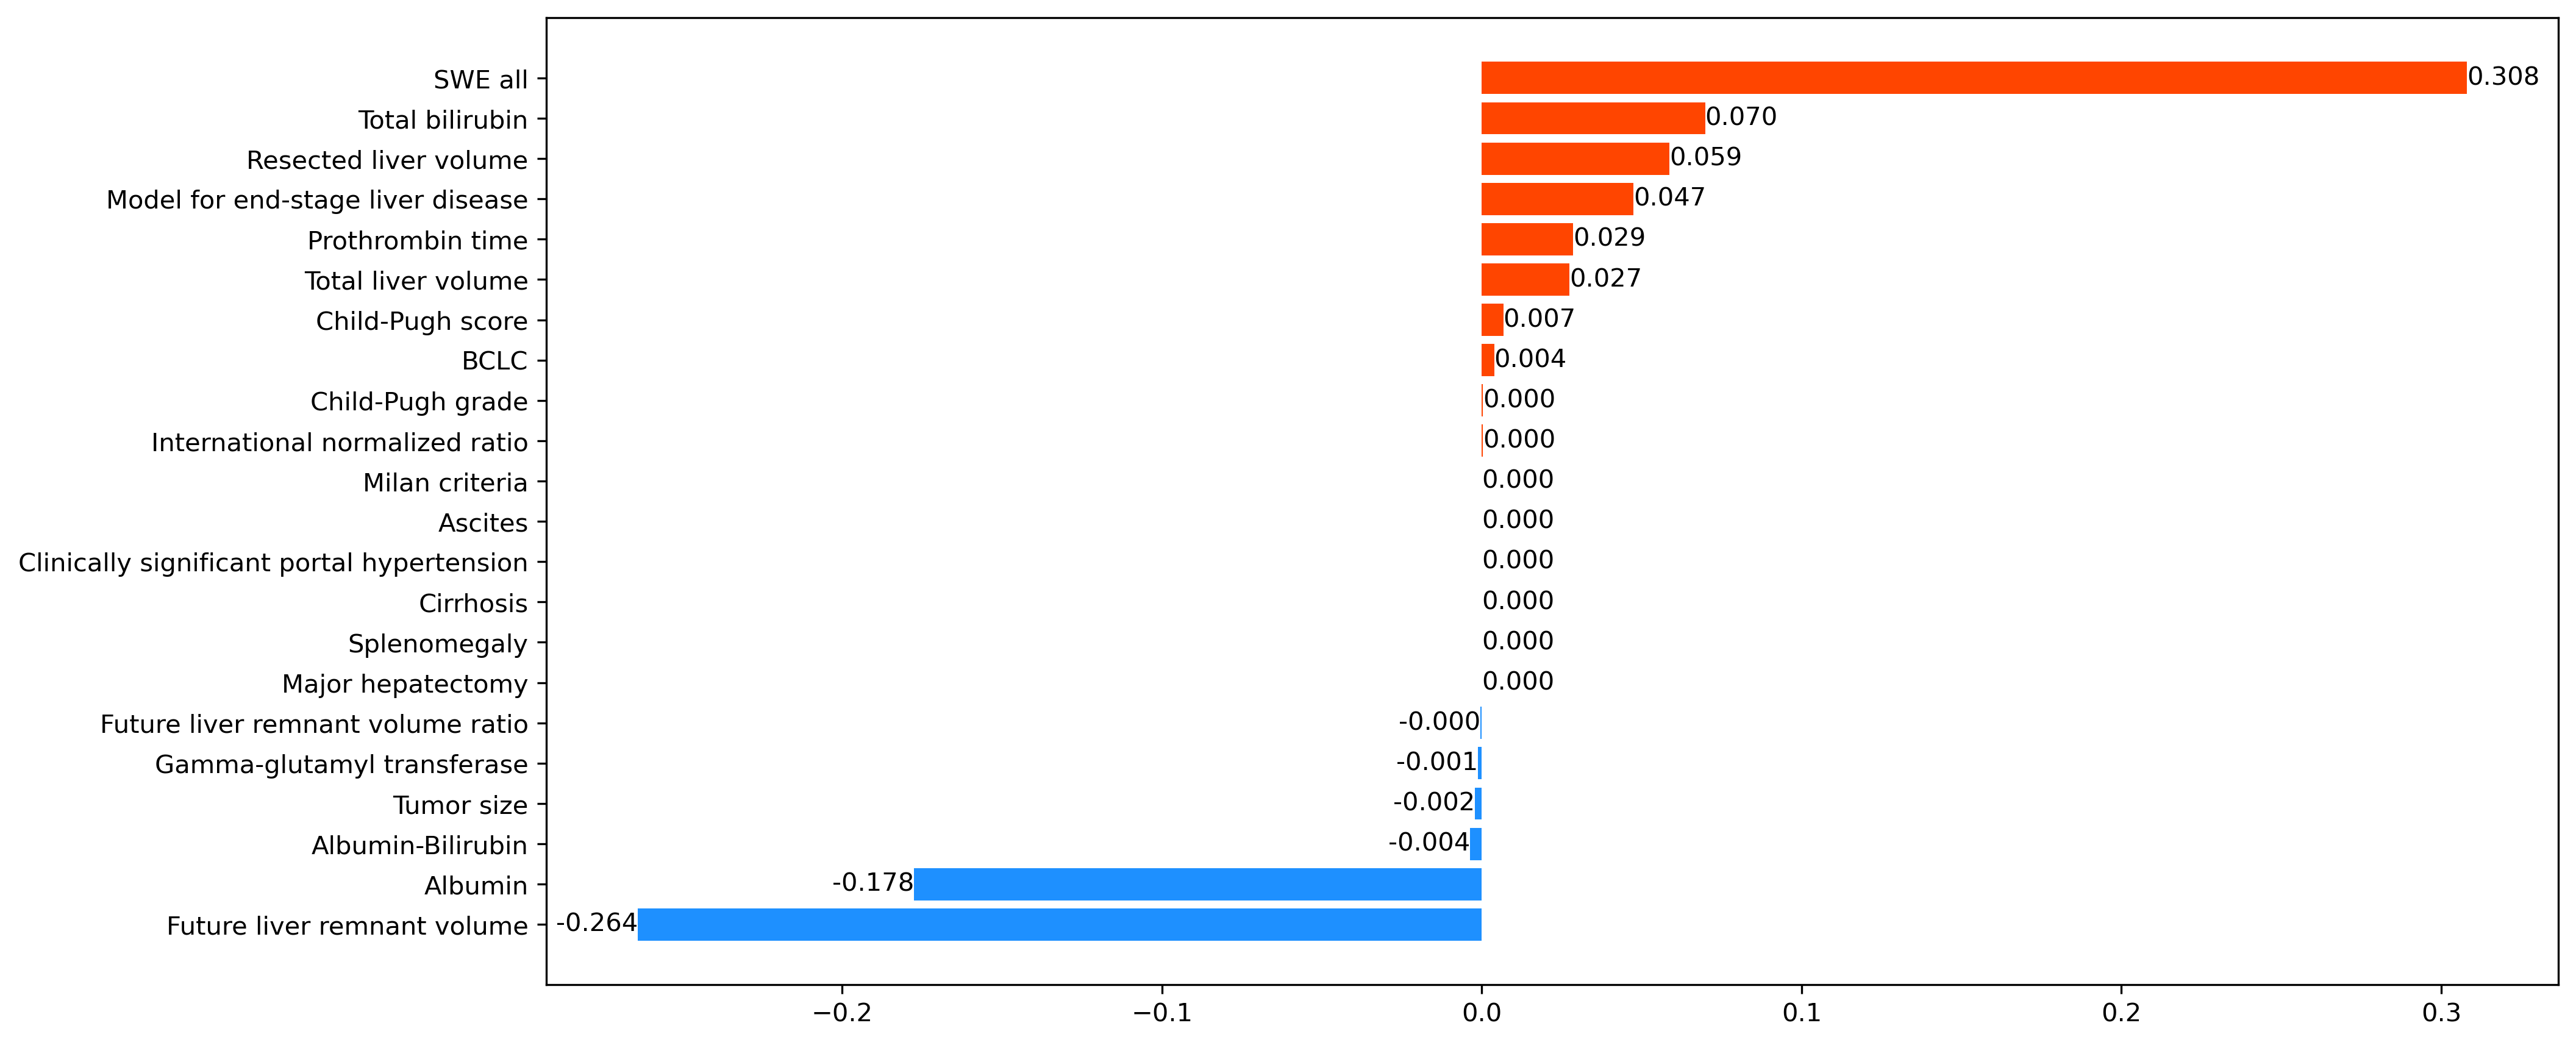 SWE all 0.308
Total bilirubin 0.070
Resected liver volume 0.059
Model for end-stage liver disease 0.047
Prothrombin time 0.029
Total liver volume 0.027
Child-Pugh score 0.007
BCLC 0.004
Child-Pugh grade 0.000
International normalized ratio 0.000
Milan criteria 0.000
Ascites 0.000
Clinically significant portal hypertension 0.000
Cirrhosis 0.000
Splenomegaly 0.000
Major hepatectomy 0.000
Future liver remnant volume ratio -0.000
Gamma-glutamyl transferase -0.001
Tumor size -0.002
Albumin-Bilirubin -0.004
Albumin -0.178
Future liver remnant volume -0.264
−0.2 −0.1 0.0 0.1 0.2 0.3